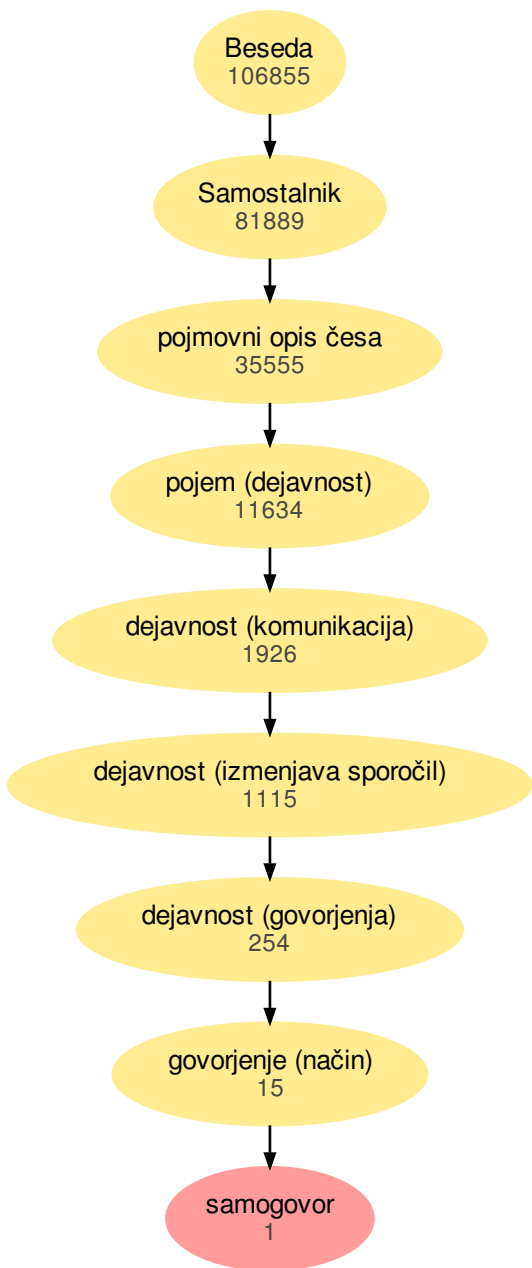 Beseda
106855
Samostalnik
81889
pojmovni opis česa
35555
pojem (dejavnost)
11634
dejavnost (komunikacija)
1926
dejavnost (izmenjava sporočil)
1115
dejavnost (govorjenja)
254
govorjenje (način)
15
samogovor
1